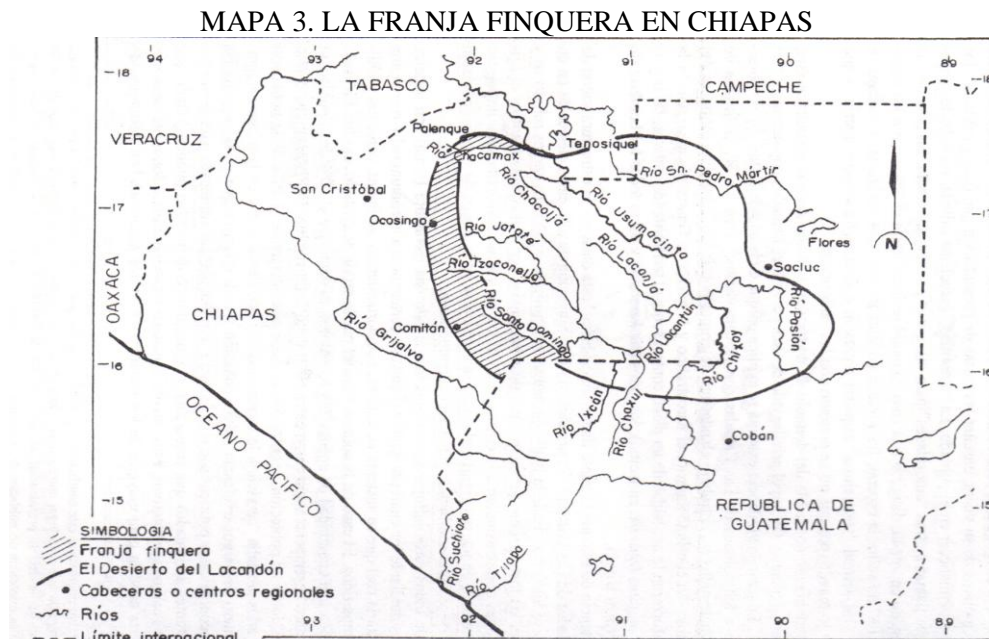 MAPA 3. LA FRANJA FINQUERA EN CHIAPAS
94
93
92
91
90
89
-18
-18
TABASCO
CAMPECHE
VERACRUZ
Palenque
Tenosique
Río Chacamax
Río Sn. Pedro Mártir
San Cristóbal
Río Chacoljá
Río Usumacinta
-17
Ocosingo
Río Jataté
Flores
N
Río Lacanjá
Río Tzaconeljá
Sacluc
OAXACA
CHIAPAS
Río Santo Domingo
Río Lacantún
Río Pasión
Comitán
Río Grijalva
Río Chixoy
-16
-16
Río Ixcán
Río Chaxul
Cobán
OCEANO PACIFICO
-15
-15
REPUBLICA DE
GUATEMALA
SIMBOLOGIA
Franja finquera
El Desierto del Lacandón
Cabeceras o centros regionales
Ríos
Límite internacional
Río Suchiate
Río Tilapa
93
92
91
90
89